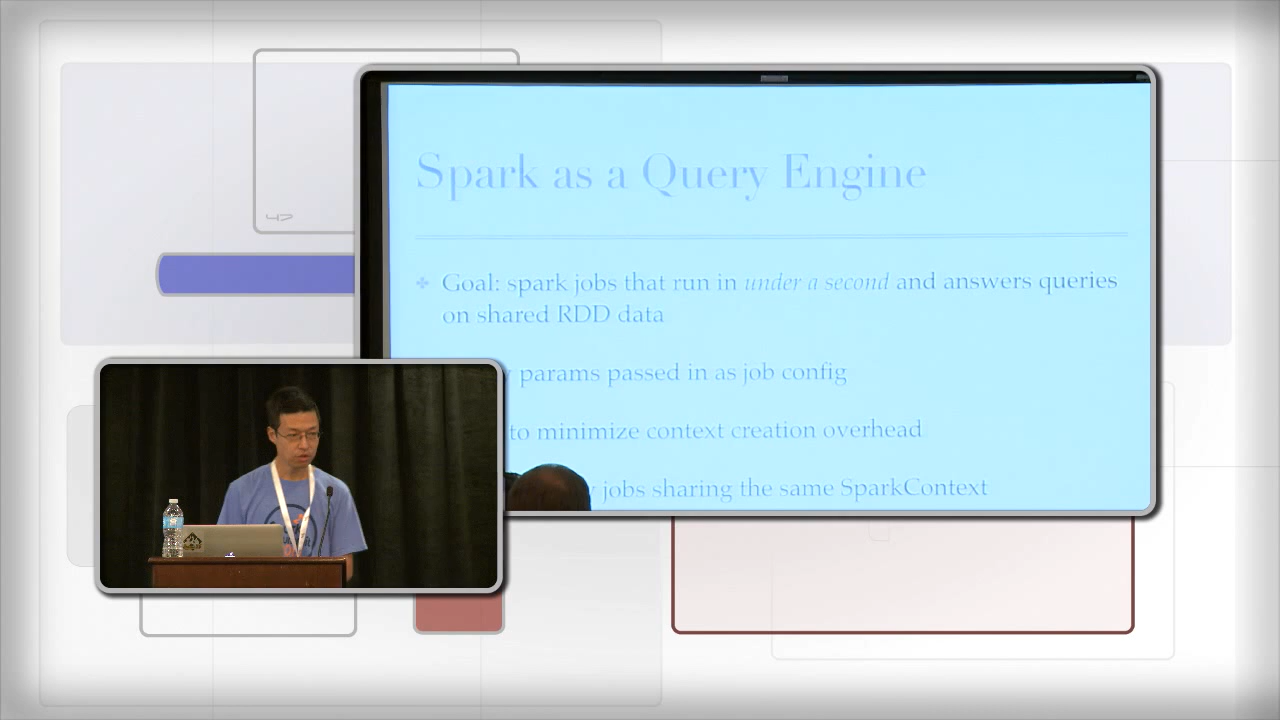 Spark as a Query Engine
Goal: spark jobs that run in under a second and answers queries
on shared RDD data
params passed in as job config
to minimize context creation overhead
jobs sharing the same SparkContext